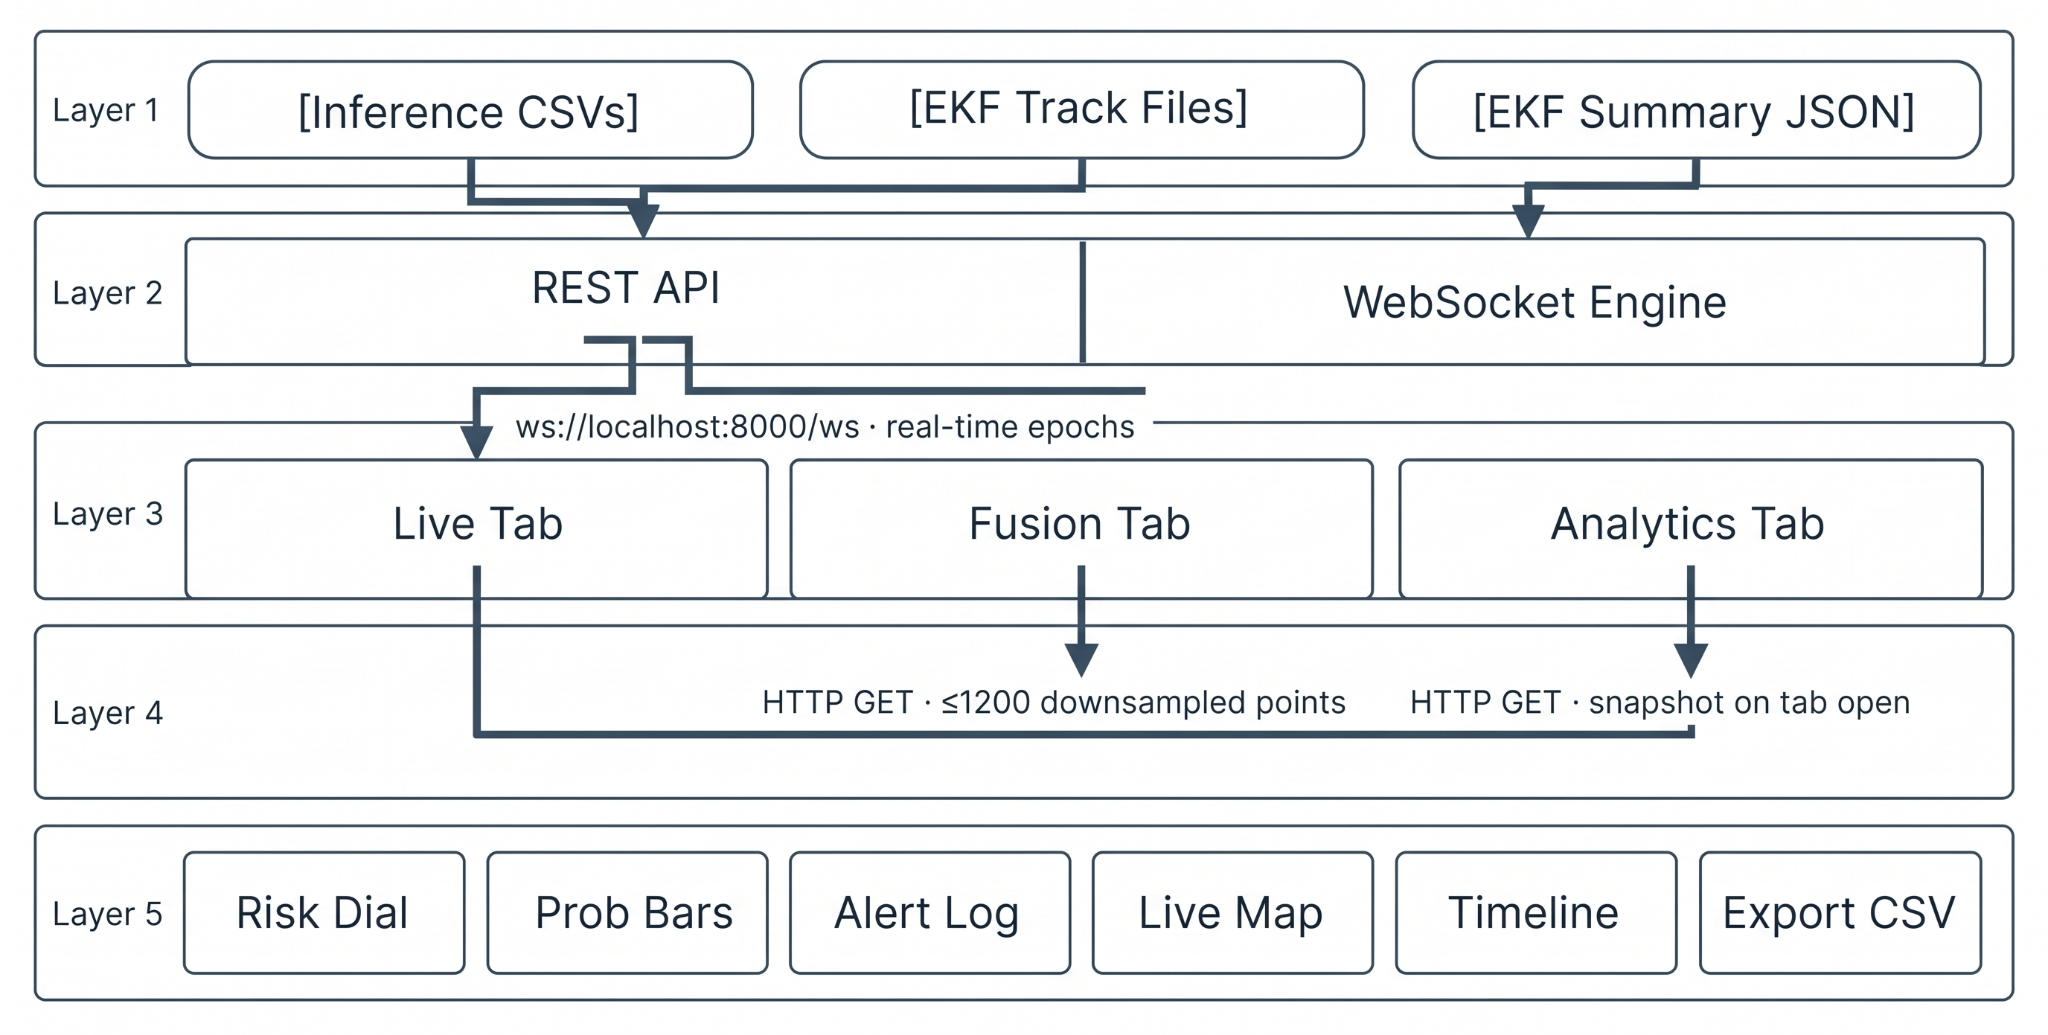 Layer 1
[Inference CSVs]
[EKF Track Files]
[EKF Summary JSON]
Layer 2
REST API
WebSocket Engine
ws://localhost:8000/ws · real-time epochs
Layer 3
Live Tab
Fusion Tab
Analytics Tab
Layer 4
HTTP GET · ≤1200 downsampled points
HTTP GET · snapshot on tab open
Layer 5
Risk Dial
Prob Bars
Alert Log
Live Map
Timeline
Export CSV